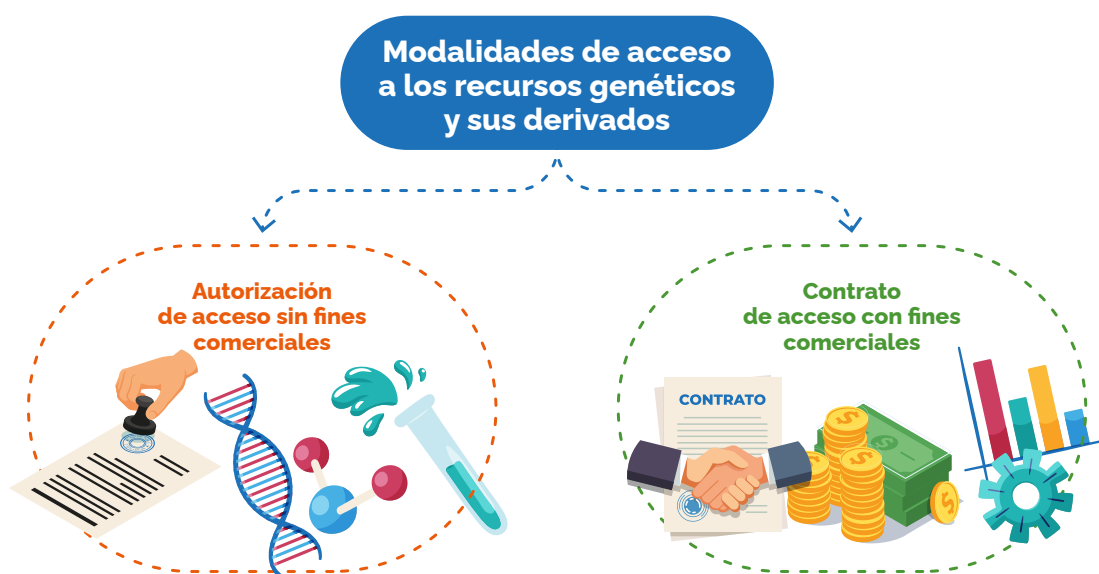 Modalidades de acceso
a los recursos genéticos
y sus derivados
Autorización
de acceso sin fines
comerciales
Contrato
de acceso con fines
comerciales
CONTRATO